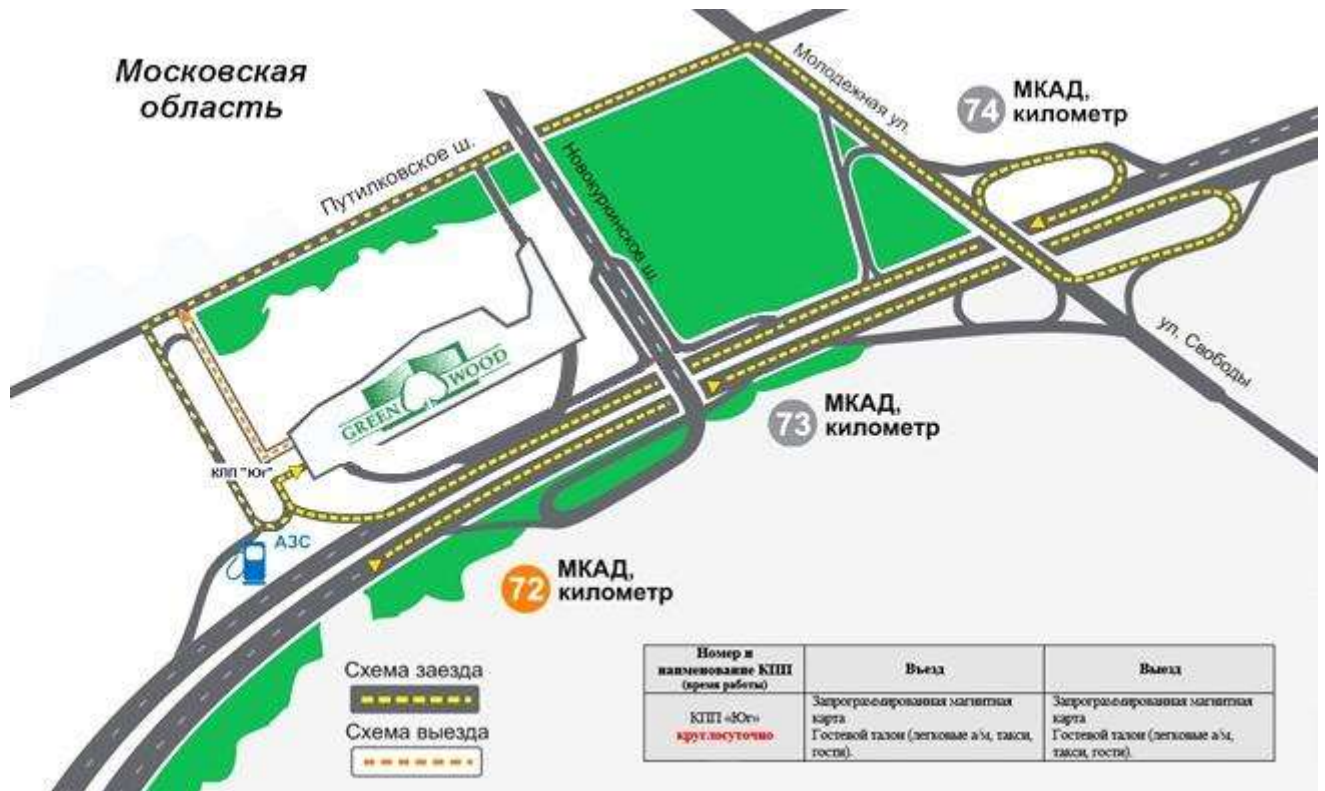 Московская
область
Молодежная ул.
74
МКАД,
километр
Путилковское ш.
Новокуркинское ш.
ул. Свободы
GREEN WOOD
73
МКАД,
километр
КПП "Юг"
АЗС
72
МКАД,
километр
Схема заезда
Схема выезда
Номер и
наименование КПП
(время работы)
Въезд
Выезд
КПП «Юг»
круглосуточно
Запрограммированная магнитная
карта
Гостевой талон (легковые а/м, такси,
гости).
Запрограммированная магнитная
карта
Гостевой талон (легковые а/м,
такси, гости).